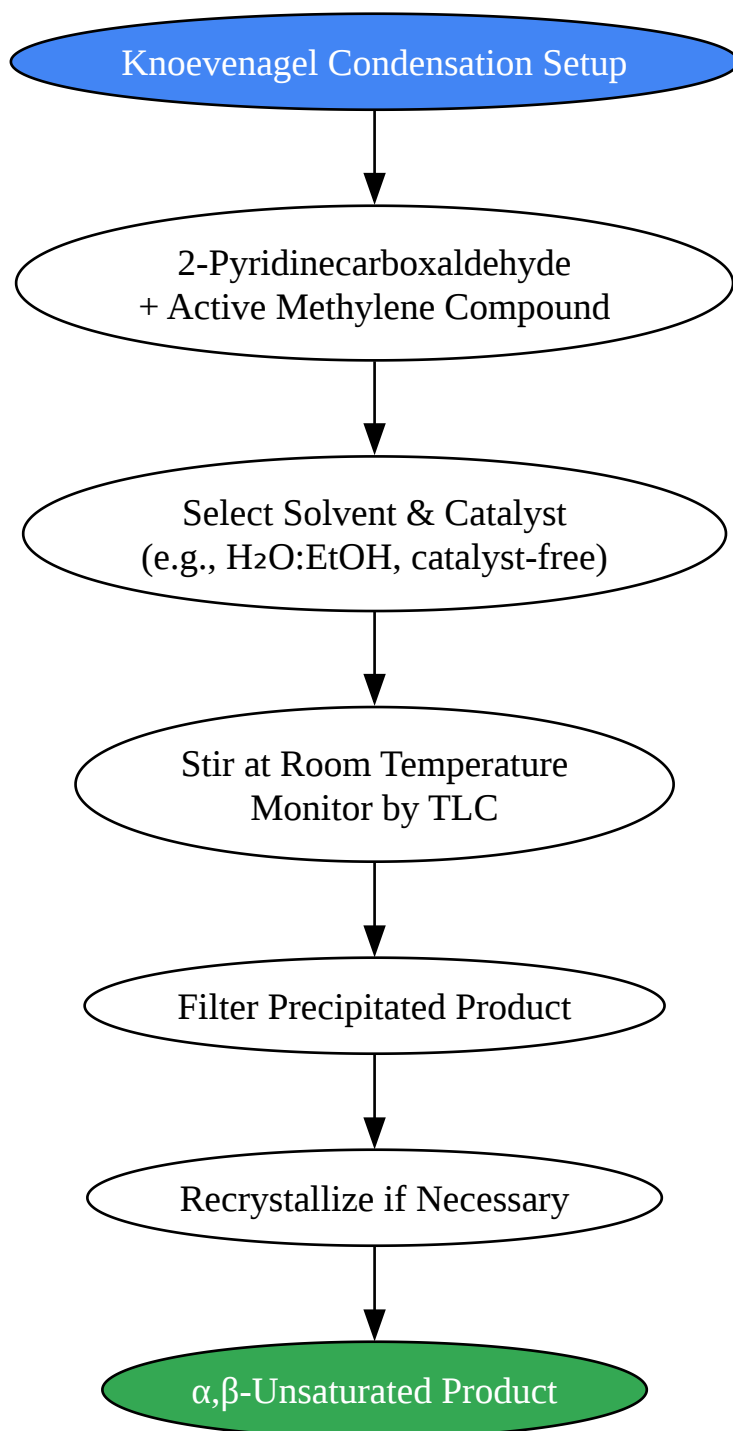 Knoevenagel Condensation Setup
2-Pyridinecarboxaldehyde
+ Active Methylene Compound
Select Solvent & Catalyst
(e.g., H₂O:EtOH, catalyst-free)
Stir at Room Temperature
Monitor by TLC
Filter Precipitated Product
Recrystallize if Necessary
α,β-Unsaturated Product